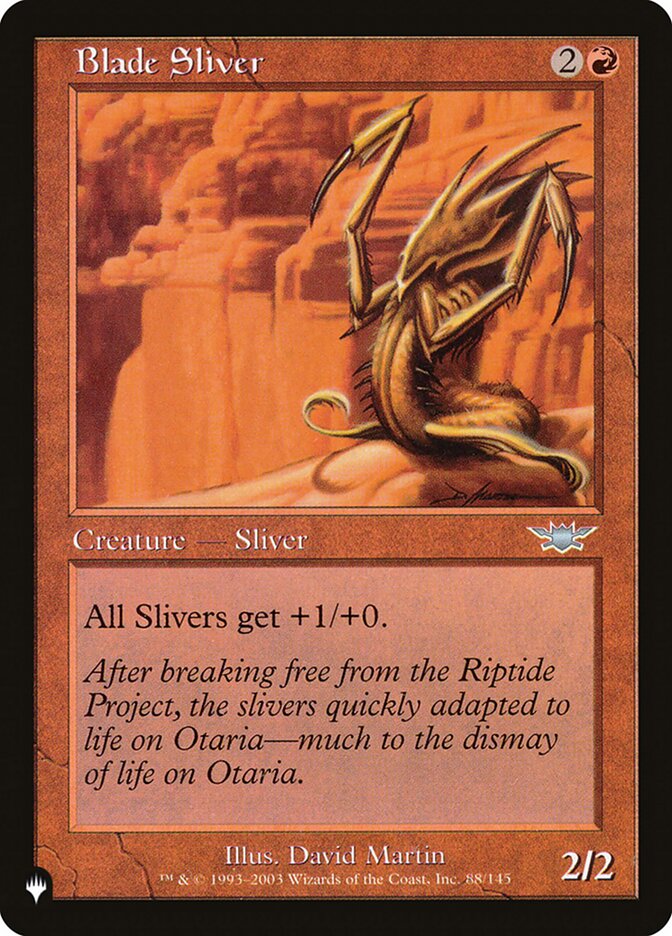 Blade Sliver 2
Creature — Sliver
All Slivers get +1/+0.
After breaking free from the Riptide
Project, the slivers quickly adapted to
life on Otaria—much to the dismay
of life on Otaria.
Illus. David Martin
™ & © 1993–2003 Wizards of the Coast, Inc. 88/145
2/2